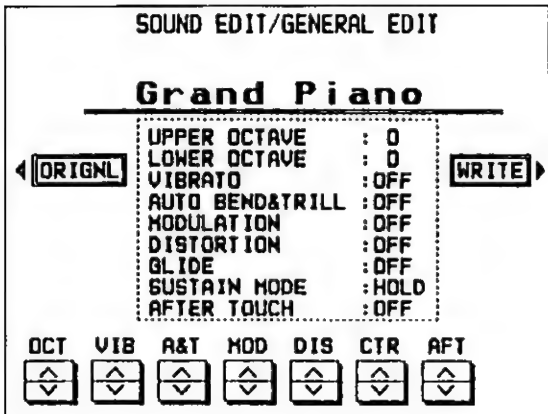 SOUND EDIT/GENERAL EDIT
Grand Piano
ORIGNL
WRITE
UPPER OCTAVE : 0
LOWER OCTAVE : 0
VIBRATO :OFF
AUTO BEND&TRILL :OFF
MODULATION :OFF
DISTORTION :OFF
GLIDE :OFF
SUSTAIN MODE :HOLD
AFTER TOUCH :OFF
OCT VIB A&T MOD DIS CTR AFT